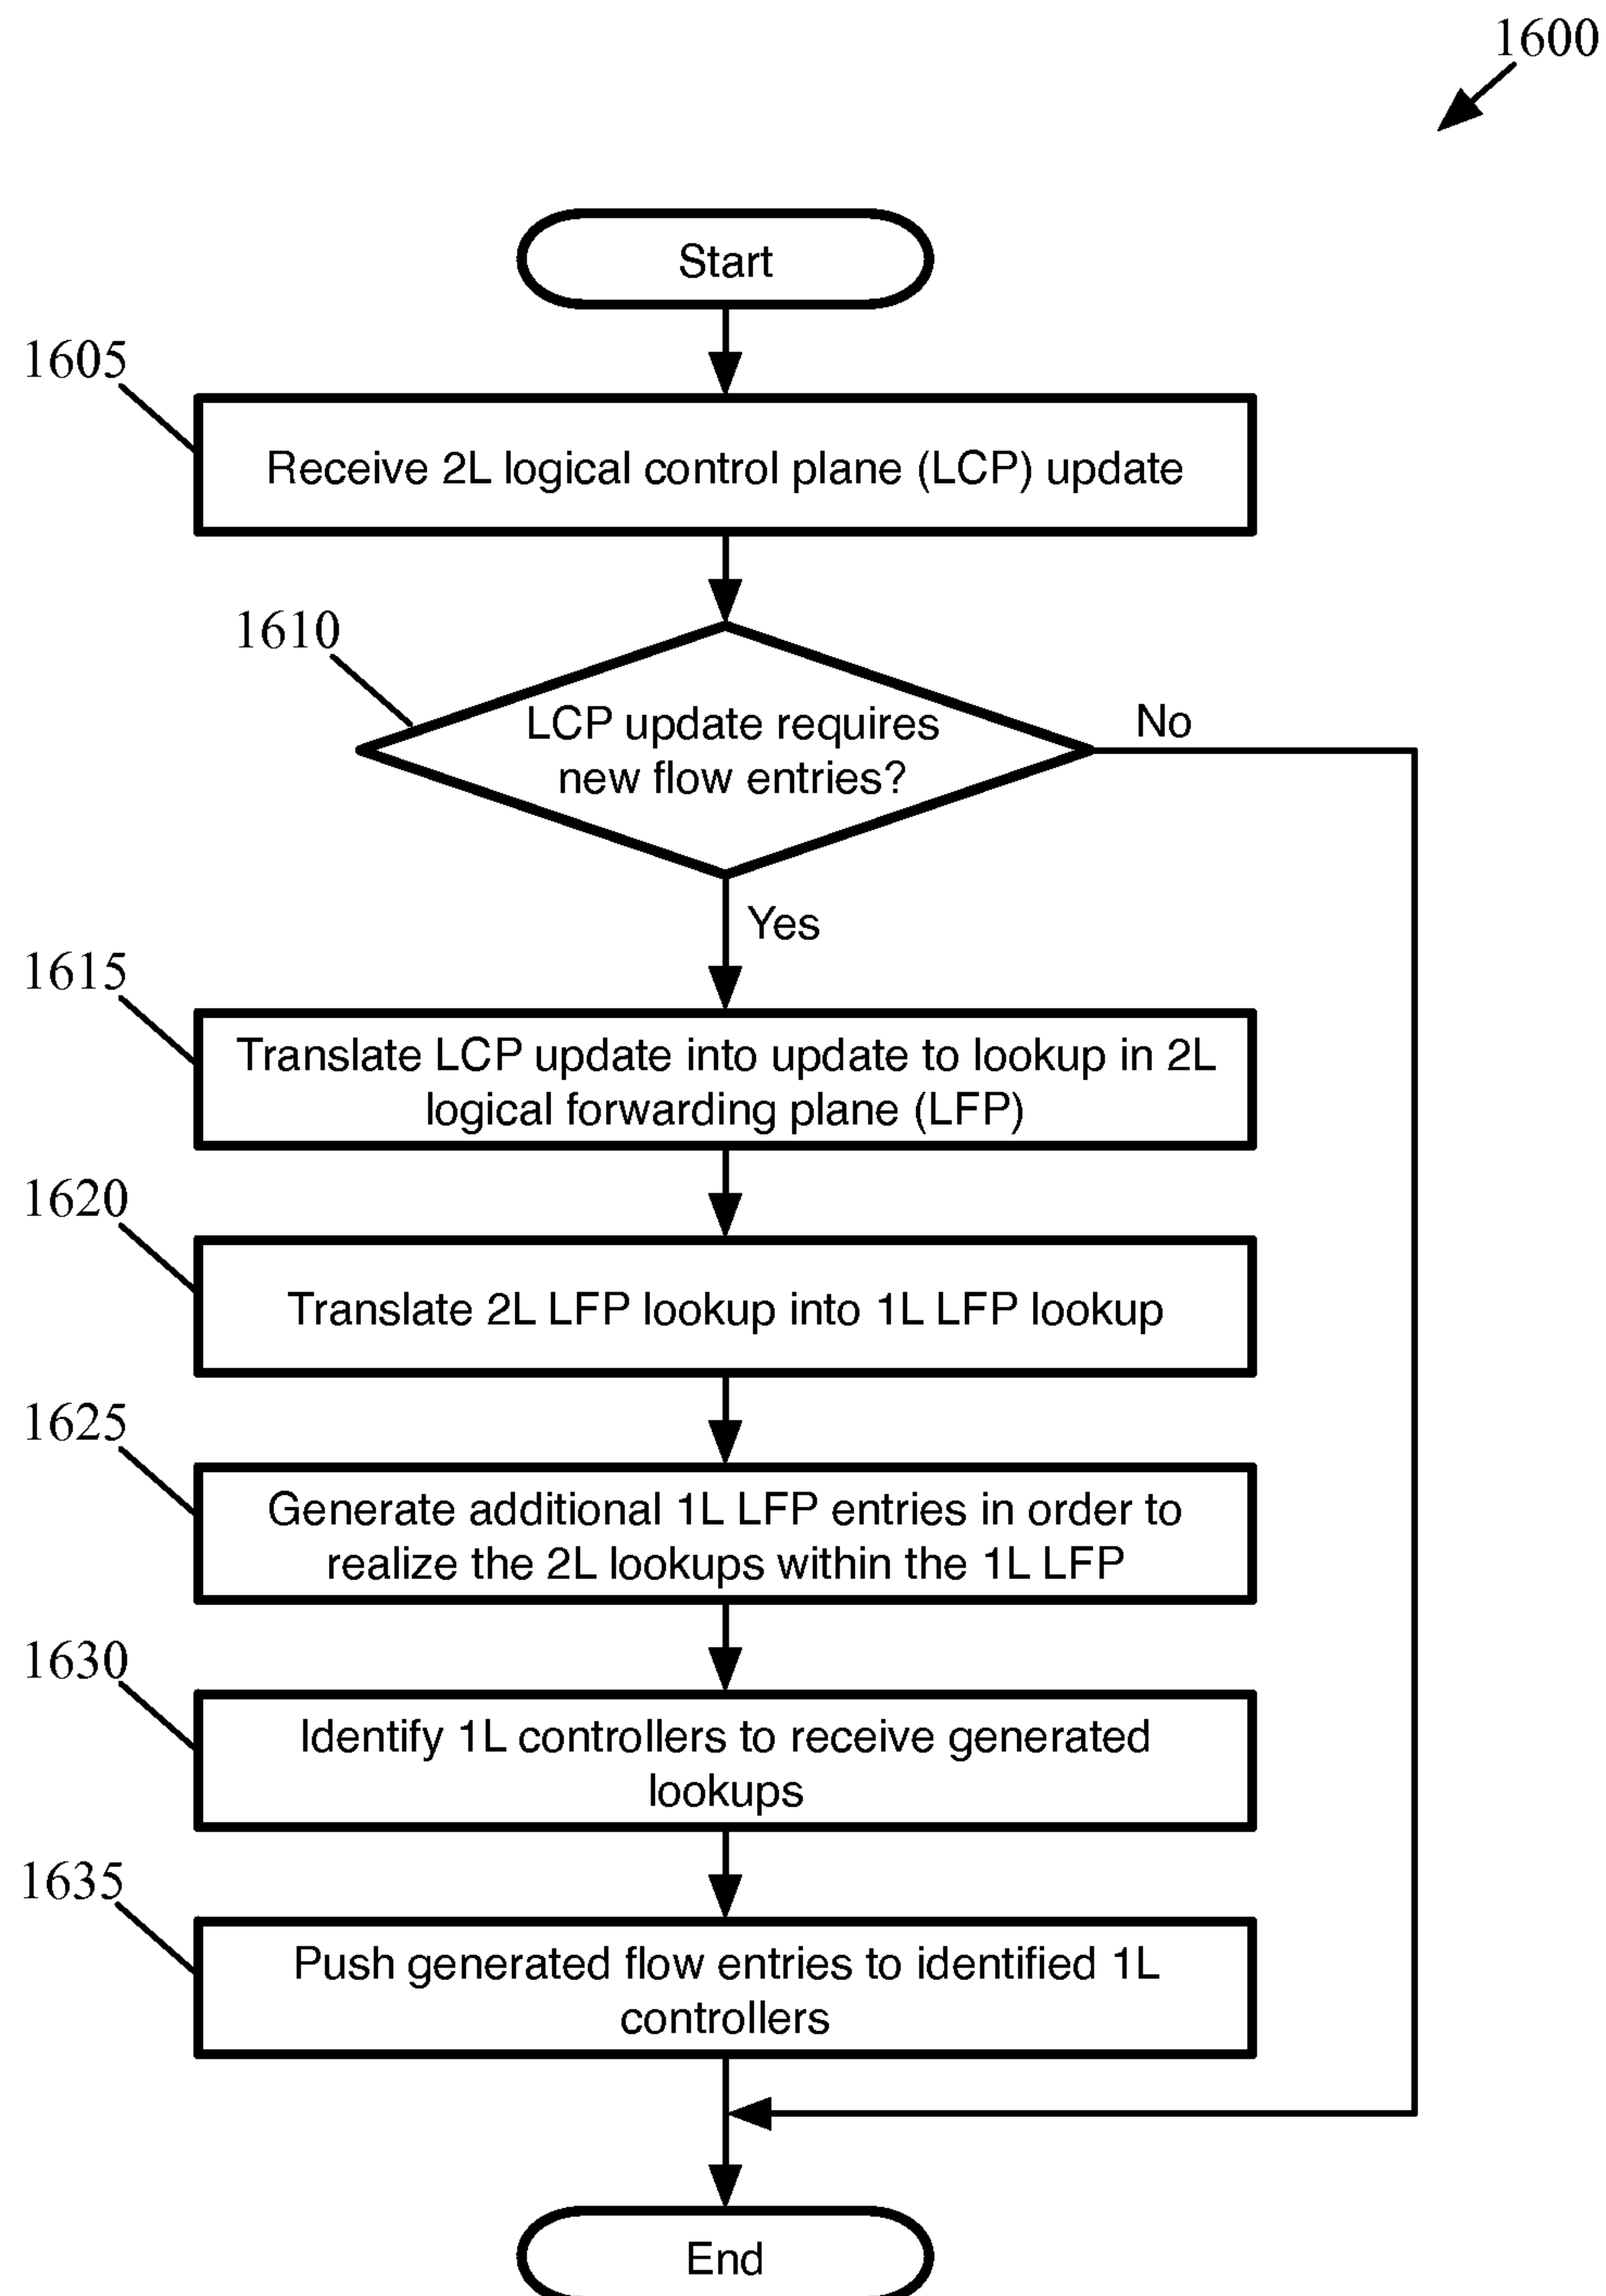 1600
Start
1605
Receive 2L logical control plane (LCP) update
1610
LCP update requires
new flow entries?
No
Yes
1615
Translate LCP update into update to lookup in 2L
logical forwarding plane (LFP)
1620
Translate 2L LFP lookup into 1L LFP lookup
1625
Generate additional 1L LFP entries in order to
realize the 2L lookups within the 1L LFP
1630
Identify 1L controllers to receive generated
lookups
1635
Push generated flow entries to identified 1L
controllers
End